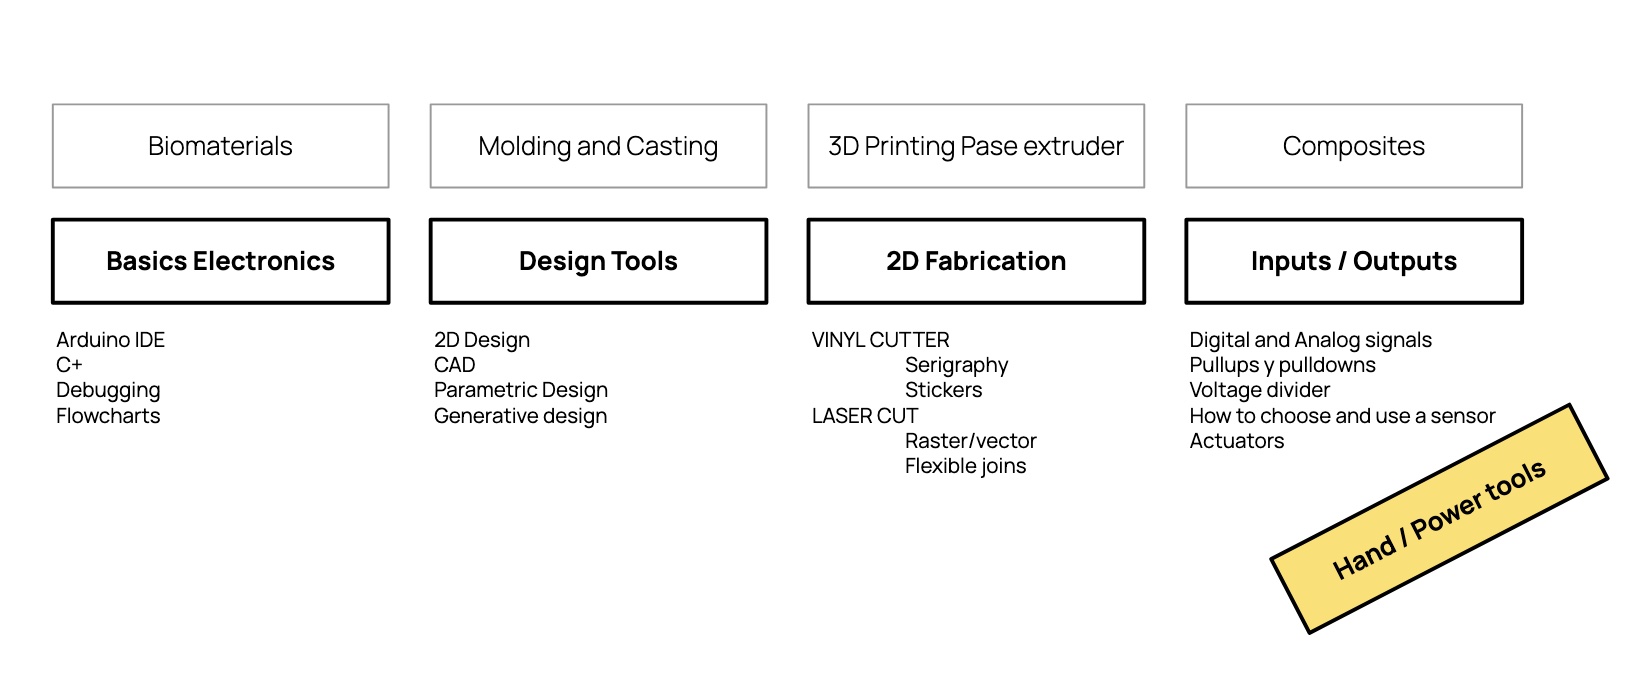 Biomaterials
Molding and Casting
3D Printing Pase extruder
Composites
Basics Electronics
Design Tools
2D Fabrication
Inputs / Outputs
Arduino IDE
C+
Debugging
Flowcharts
2D Design
CAD
Parametric Design
Generative design
VINYL CUTTER
Serigraphy
Stickers
LASER CUT
Raster/vector
Flexible joins
Digital and Analog signals
Pullups y pulldowns
Voltage divider
How to choose and use a sensor
Actuators
Hand / Power tools